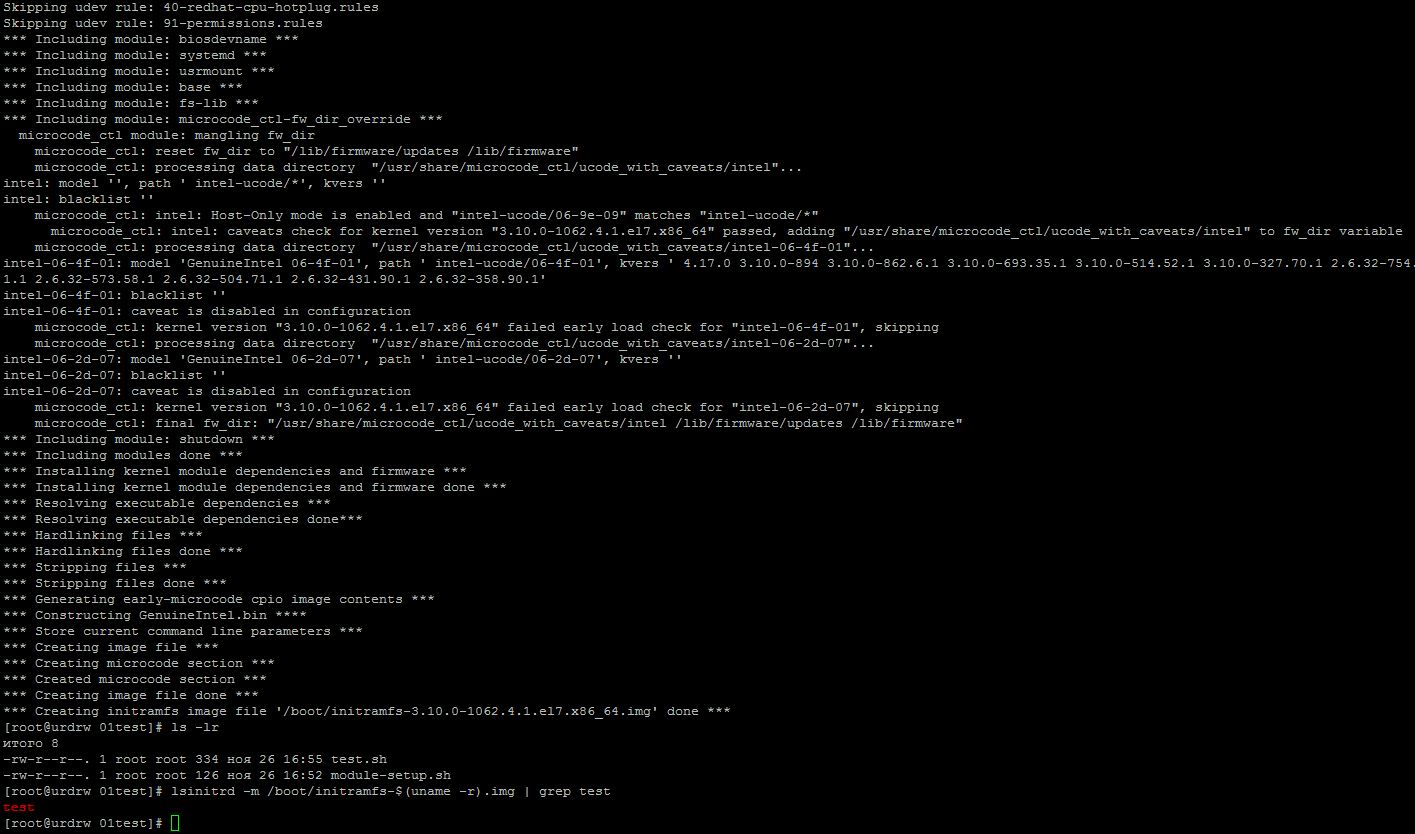 Skipping udev rule: 40-redhat-cpu-hotplug.rules
Skipping udev rule: 91-permissions.rules
*** Including module: biosdevname ***
*** Including module: systemd ***
*** Including module: usrmount ***
*** Including module: base ***
*** Including module: fs-lib ***
*** Including module: microcode_ctl-fw_dir_override ***
  microcode_ctl module: mangling fw_dir
    microcode_ctl: reset fw_dir to "/lib/firmware/updates /lib/firmware"
    microcode_ctl: processing data directory  "/usr/share/microcode_ctl/ucode_with_caveats/intel"...
intel: model '', path ' intel-ucode/*', kvers ''
intel: blacklist ''
    microcode_ctl: intel: Host-Only mode is enabled and "intel-ucode/06-9e-09" matches "intel-ucode/*"
      microcode_ctl: intel: caveats check for kernel version "3.10.0-1062.4.1.el7.x86_64" passed, adding "/usr/share/microcode_ctl/ucode_with_caveats/intel" to fw_dir variable
    microcode_ctl: processing data directory  "/usr/share/microcode_ctl/ucode_with_caveats/intel-06-4f-01"...
intel-06-4f-01: model 'GenuineIntel 06-4f-01', path ' intel-ucode/06-4f-01', kvers ' 4.17.0 3.10.0-894 3.10.0-862.6.1 3.10.0-693.35.1 3.10.0-514.52.1 3.10.0-327.70.1 2.6.32-754.
1.1 2.6.32-573.58.1 2.6.32-504.71.1 2.6.32-431.90.1 2.6.32-358.90.1'
intel-06-4f-01: blacklist ''
intel-06-4f-01: caveat is disabled in configuration
    microcode_ctl: kernel version "3.10.0-1062.4.1.el7.x86_64" failed early load check for "intel-06-4f-01", skipping
    microcode_ctl: processing data directory  "/usr/share/microcode_ctl/ucode_with_caveats/intel-06-2d-07"...
intel-06-2d-07: model 'GenuineIntel 06-2d-07', path ' intel-ucode/06-2d-07', kvers ''
intel-06-2d-07: blacklist ''
intel-06-2d-07: caveat is disabled in configuration
    microcode_ctl: kernel version "3.10.0-1062.4.1.el7.x86_64" failed early load check for "intel-06-2d-07", skipping
    microcode_ctl: final fw_dir: "/usr/share/microcode_ctl/ucode_with_caveats/intel /lib/firmware/updates /lib/firmware"
*** Including module: shutdown ***
*** Including modules done ***
*** Installing kernel module dependencies and firmware ***
*** Installing kernel module dependencies and firmware done ***
*** Resolving executable dependencies ***
*** Resolving executable dependencies done***
*** Hardlinking files ***
*** Hardlinking files done ***
*** Stripping files ***
*** Stripping files done ***
*** Generating early-microcode cpio image contents ***
*** Constructing GenuineIntel.bin ****
*** Store current command line parameters ***
*** Creating image file ***
*** Creating microcode section ***
*** Created microcode section ***
*** Creating image file done ***
*** Creating initramfs image file '/boot/initramfs-3.10.0-1062.4.1.el7.x86_64.img' done ***
[root@urdrw 01test]# ls -lr
итого 8
-rw-r--r--. 1 root root 334 ноя 26 16:55 test.sh
-rw-r--r--. 1 root root 126 ноя 26 16:52 module-setup.sh
[root@urdrw 01test]# lsinitrd -m /boot/initramfs-$(uname -r).img | grep test
test
[root@urdrw 01test]#